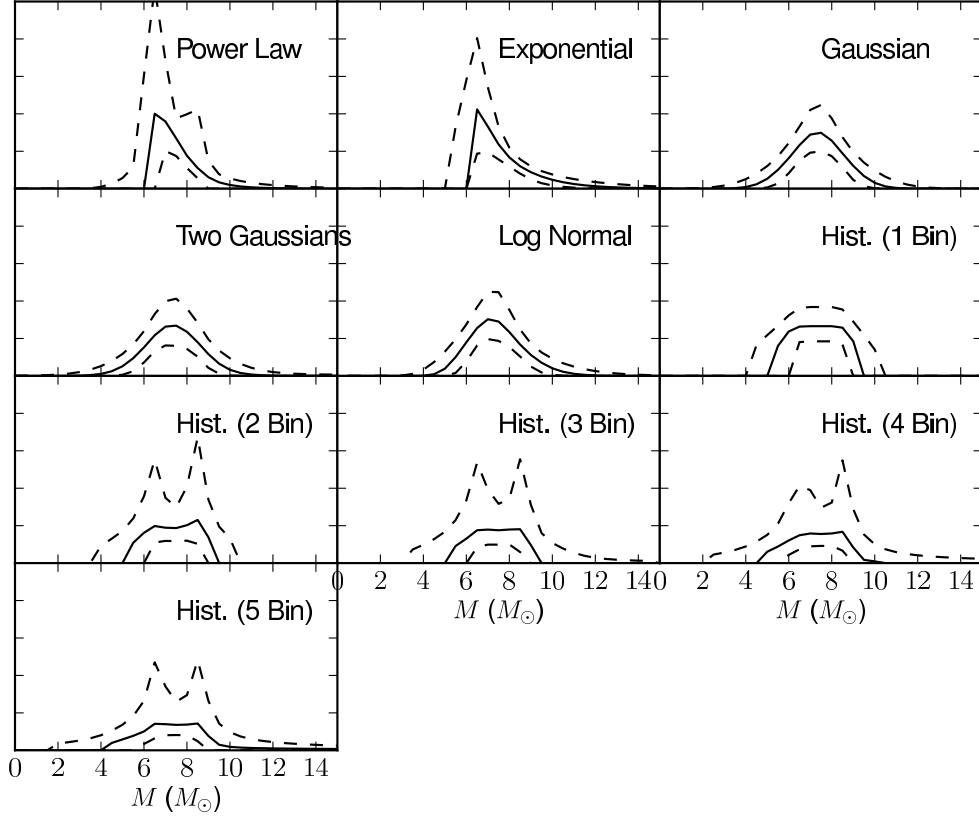 Power Law
Exponential
Gaussian
Two Gaussians
Log Normal
Hist. (1 Bin)
Hist. (2 Bin)
Hist. (3 Bin)
Hist. (4 Bin)
0 2 4 6 8 10 12 14
M (M⊙)
0 2 4 6 8 10 12 14
M (M⊙)
Hist. (5 Bin)
0 2 4 6 8 10 12 14
M (M⊙)